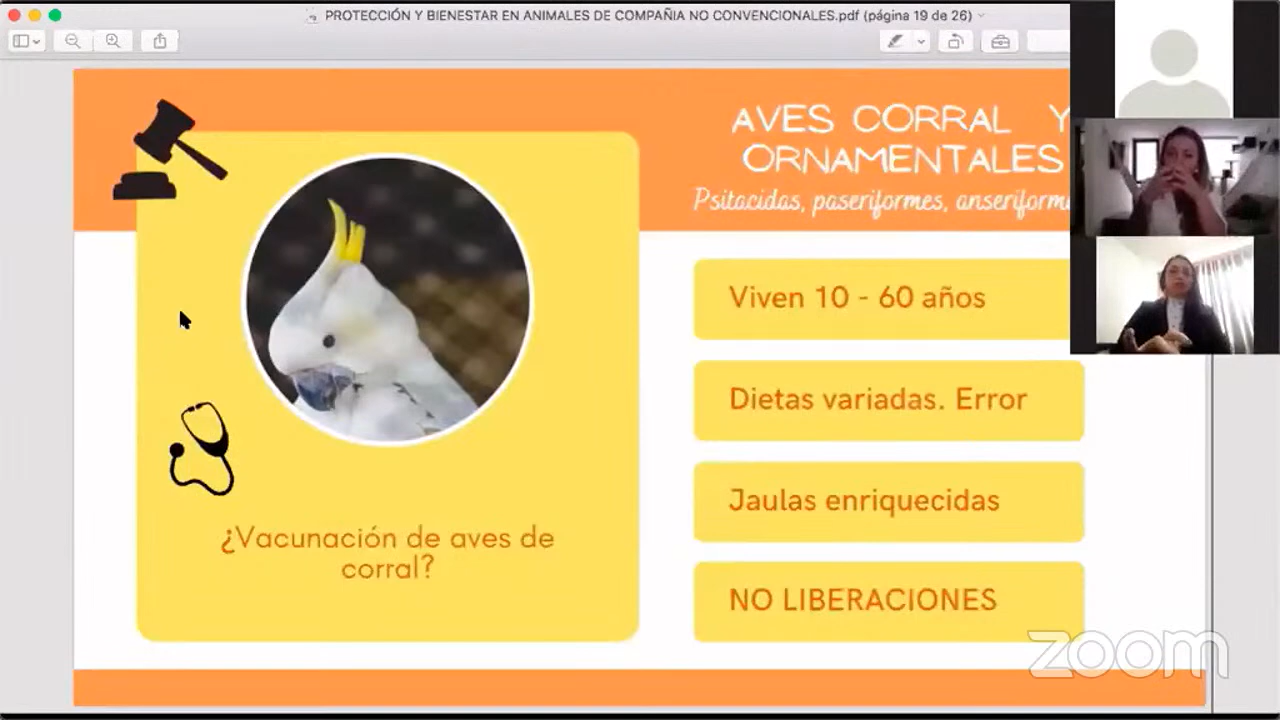 PROTECCIÓN Y BIENESTAR EN ANIMALES DE COMPAÑIA NO CONVENCIONALES.pdf (página 19 de 26)
AVES CORRAL Y
ORNAMENTALES
Psitacidas, paseriformes,
Viven 10 - 60 años
Dietas variadas. Error
Jaulas enriquecidas
NO LIBERACIONES
¿Vacunación de aves de
corral?
zoom